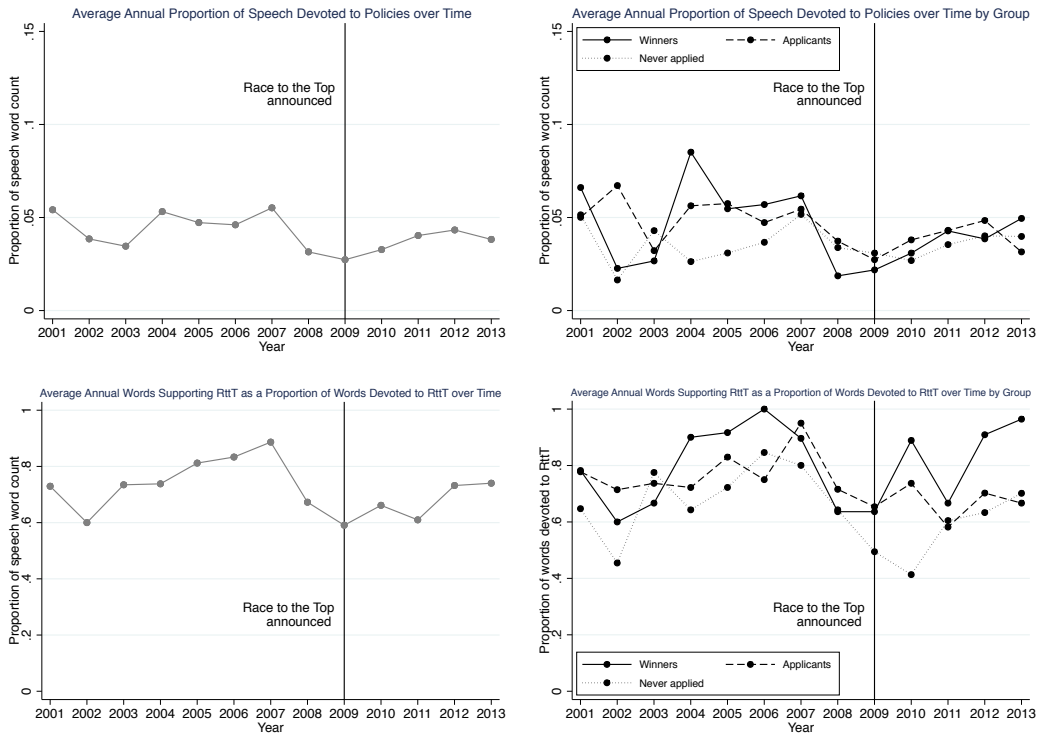 Average Annual Proportion of Speech Devoted to Policies over Time
Proportion of speech word count
.15
.1
.05
0
Race to the Top
announced
2001 2002 2003 2004 2005 2006 2007 2008 2009 2010 2011 2012 2013
Year
Average Annual Proportion of Speech Devoted to Policies over Time by Group
Proportion of speech word count
.15
.1
.05
0
Winners
Applicants
Never applied
Race to the Top
announced
2001 2002 2003 2004 2005 2006 2007 2008 2009 2010 2011 2012 2013
Year
Average Annual Words Supporting RttT as a Proportion of Words Devoted to RttT over Time
Proportion of speech word count
1
.8
.6
.4
.2
0
Race to the Top
announced
2001 2002 2003 2004 2005 2006 2007 2008 2009 2010 2011 2012 2013
Year
Average Annual Words Supporting RttT as a Proportion of Words Devoted to RttT over Time by Group
Proportion of words devoted to RttT
1
.8
.6
.4
.2
0
Race to the Top
announced
Winners
Applicants
Never applied
2001 2002 2003 2004 2005 2006 2007 2008 2009 2010 2011 2012 2013
Year